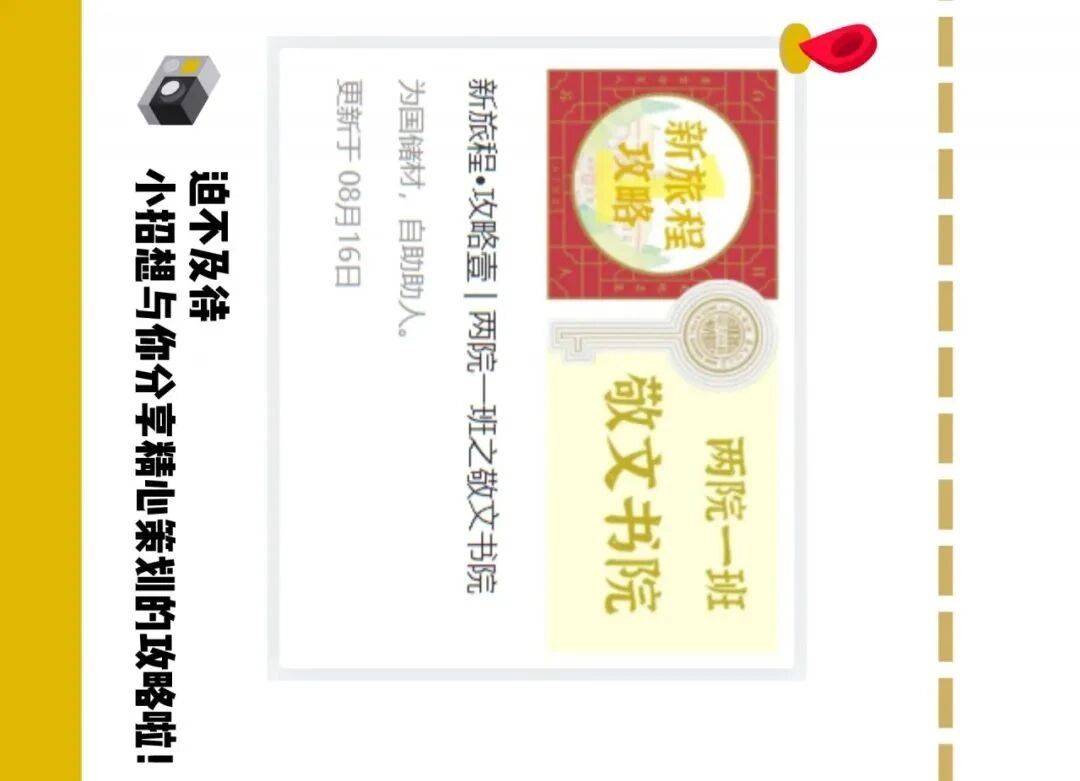 新旅程
攻略
两院一班
敬文书院
新旅程•攻略壹 | 两院一班之敬文书院
为国储材，自助助人。
更新于 08月16日
迫不及待
小招想与你分享精心策划的攻略啦！